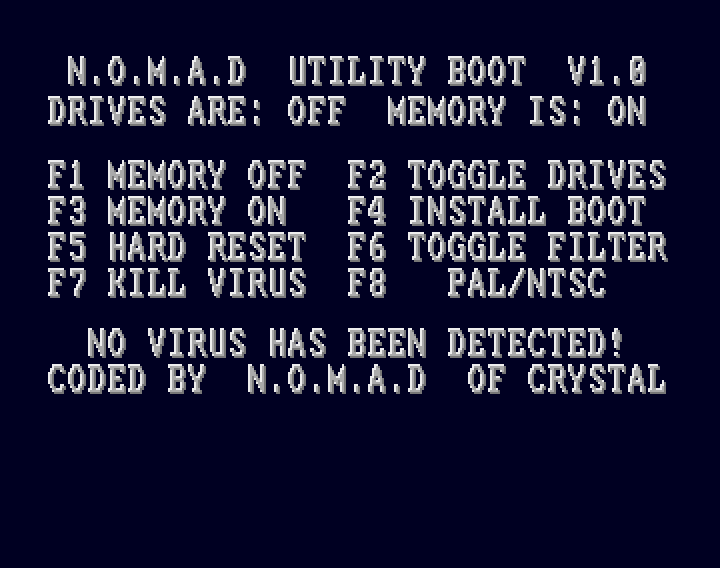 N.O.M.A.D  UTILITY BOOT  V1.0
DRIVES ARE: OFF  MEMORY IS: ON
F1 MEMORY OFF  F2 TOGGLE DRIVES
F3 MEMORY ON   F4 INSTALL BOOT
F5 HARD RESET  F6 TOGGLE FILTER
F7 KILL VIRUS  F8   PAL/NTSC
NO VIRUS HAS BEEN DETECTED!
CODED BY  N.O.M.A.D  OF CRYSTAL